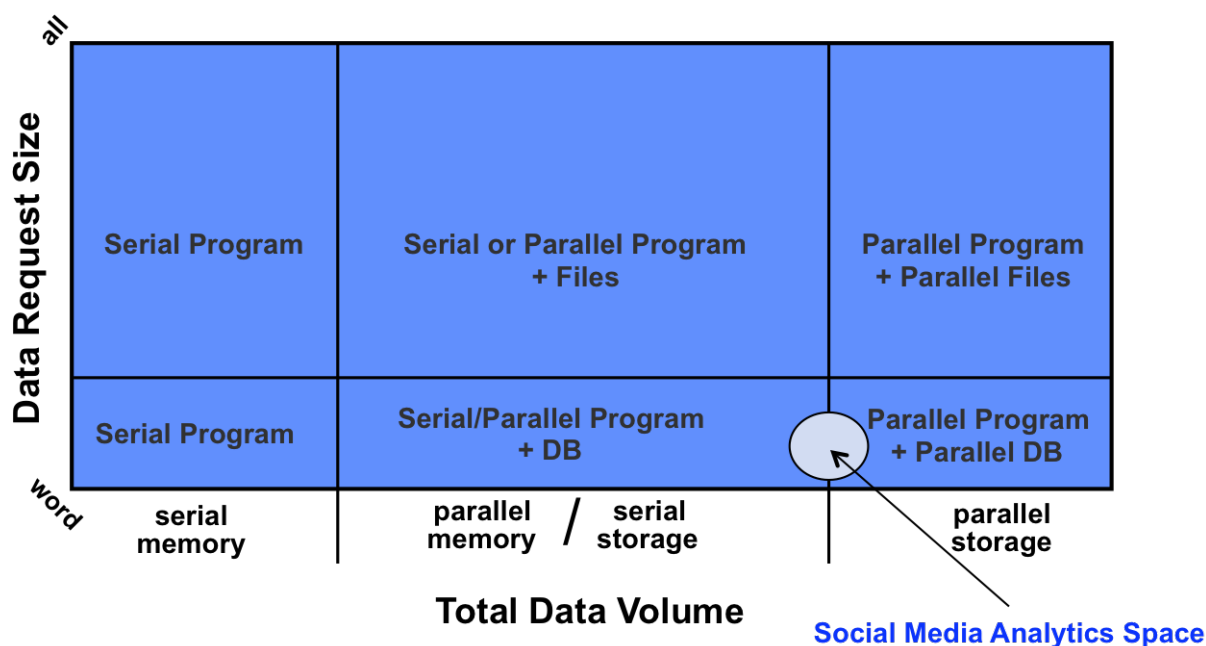 all
Data Request Size
Serial Program
Serial or Parallel Program
+ Files
Parallel Program
+ Parallel Files
Serial Program
Serial/Parallel Program
+ DB
Parallel Program
+ Parallel DB
word
serial
memory
parallel
memory
/
serial
storage
parallel
storage
Total Data Volume
Social Media Analytics Space